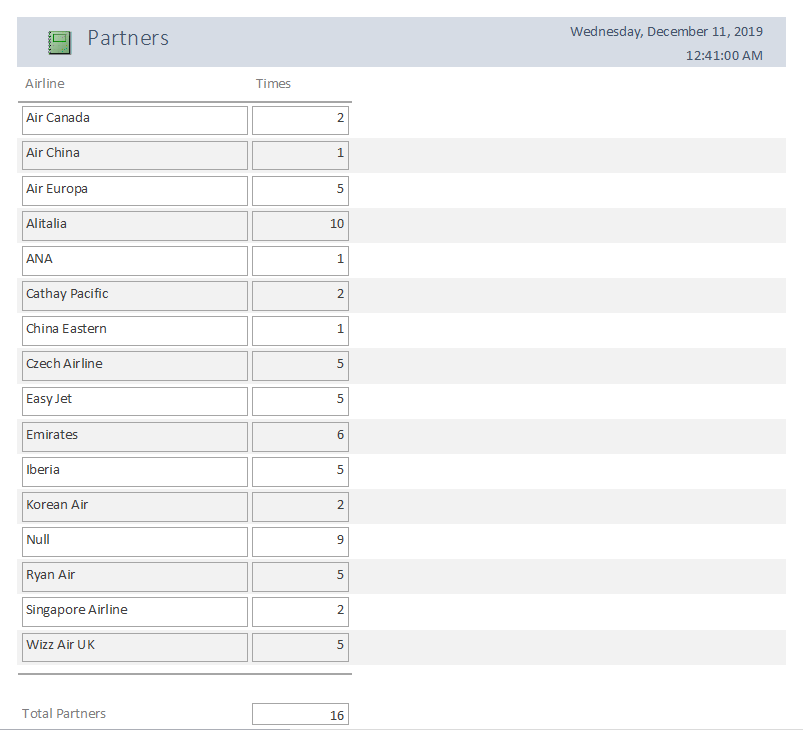 Partners
Wednesday, December 11, 2019
12:41:00 AM
Airline Times
Air Canada 2
Air China 1
Air Europa 5
Alitalia 10
ANA 1
Cathay Pacific 2
China Eastern 1
Czech Airline 5
Easy Jet 5
Emirates 6
Iberia 5
Korean Air 2
Null 9
Ryan Air 5
Singapore Airline 2
Wizz Air UK 5
Total Partners 16